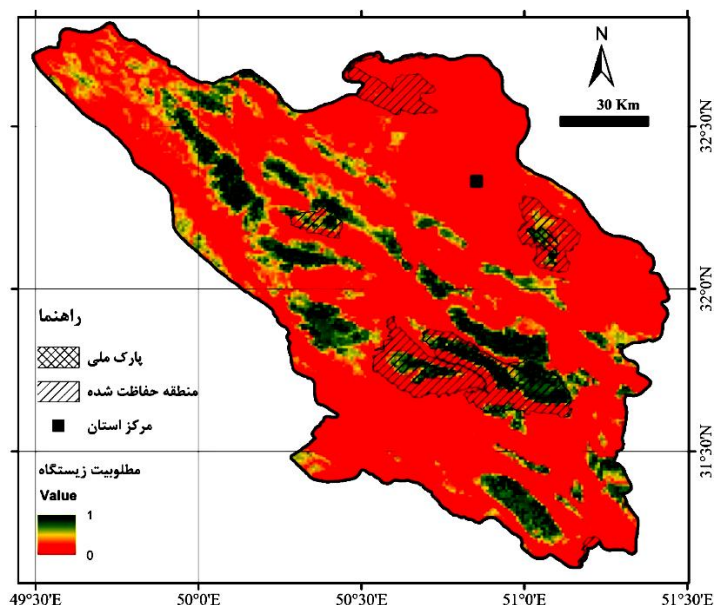 N
30 Km
32°30'N
32°0'N
31°30'N
راهنما
پارک ملی
منطقه حفاظت شده
مرکز استان
مطلوبیت زیستگاه
Value
1
0
49°30'E
50°0'E
50°30'E
51°0'E
51°30'E